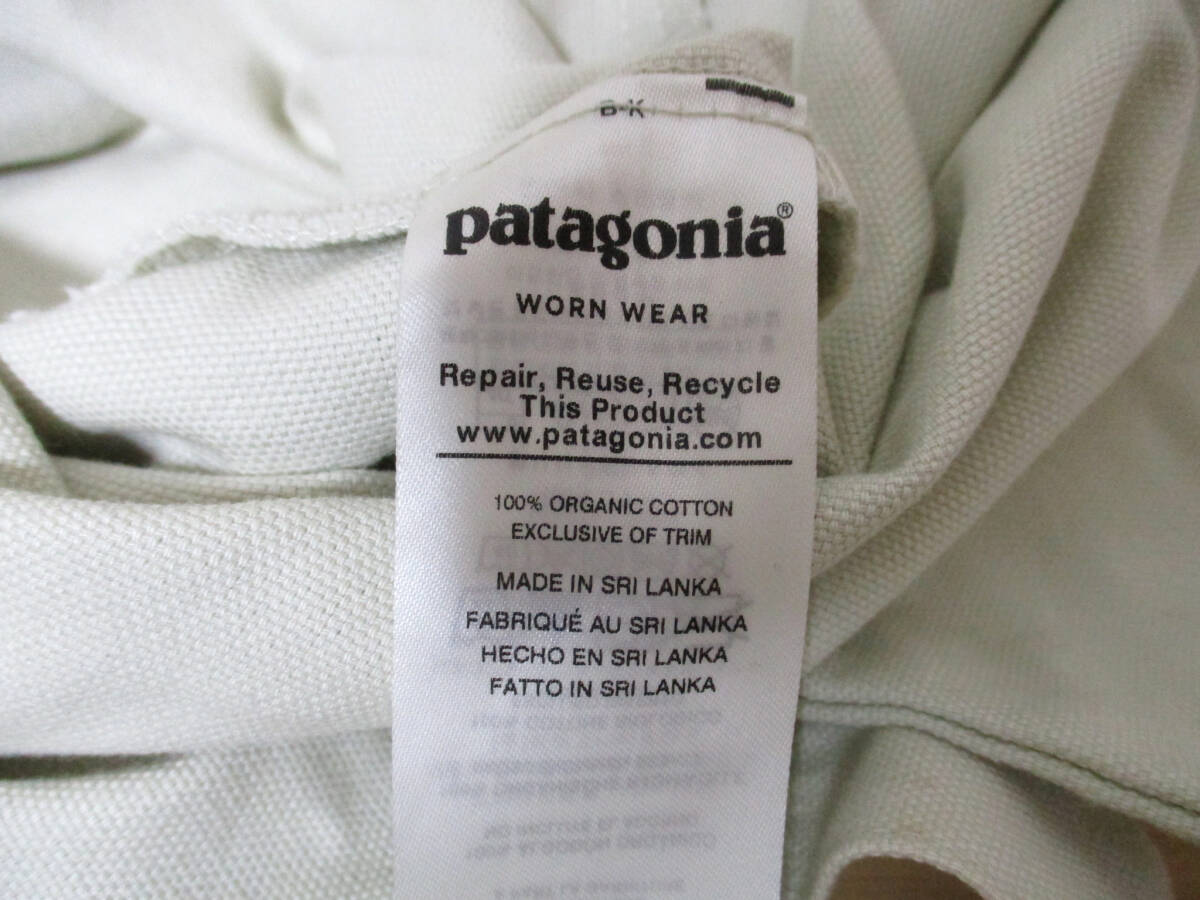 B-K
patagonia®
WORN WEAR
Repair, Reuse, Recycle
This Product
www.patagonia.com
100% ORGANIC COTTON
EXCLUSIVE OF TRIM
MADE IN SRI LANKA
FABRIQUÉ AU SRI LANKA
HECHO EN SRI LANKA
FATTO IN SRI LANKA